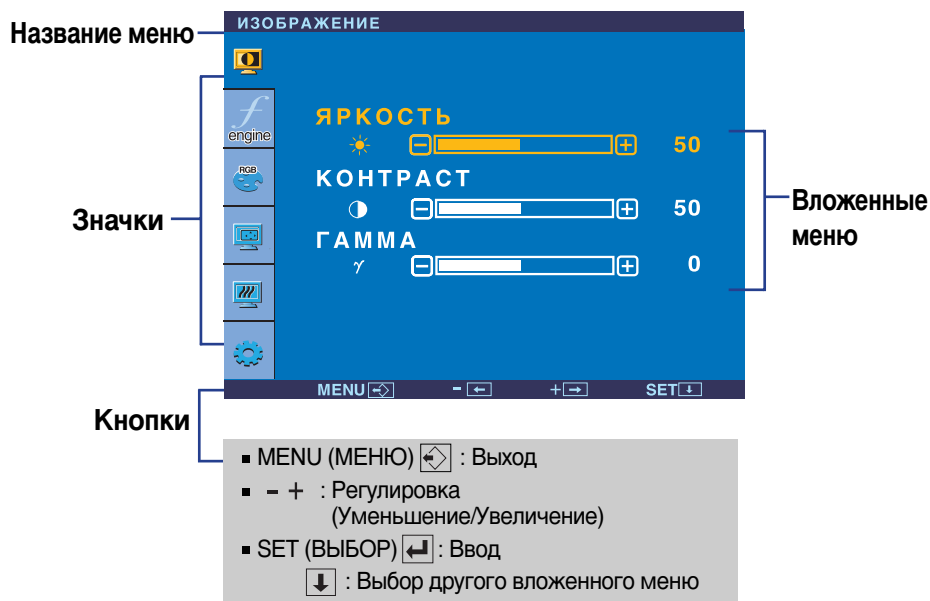 Название меню
ИЗОБРАЖЕНИЕ
f
engine
RGB
ЯРКОСТЬ
50
КОНТРАСТ
50
ГАММА
γ
0
Значки
Вложенные
меню
MENU - + SET
Кнопки
MENU (МЕНЮ) : Выход
- + : Регулировка
(Уменьшение/Увеличение)
SET (ВЫБОР) : Ввод
: Выбор другого вложенного меню